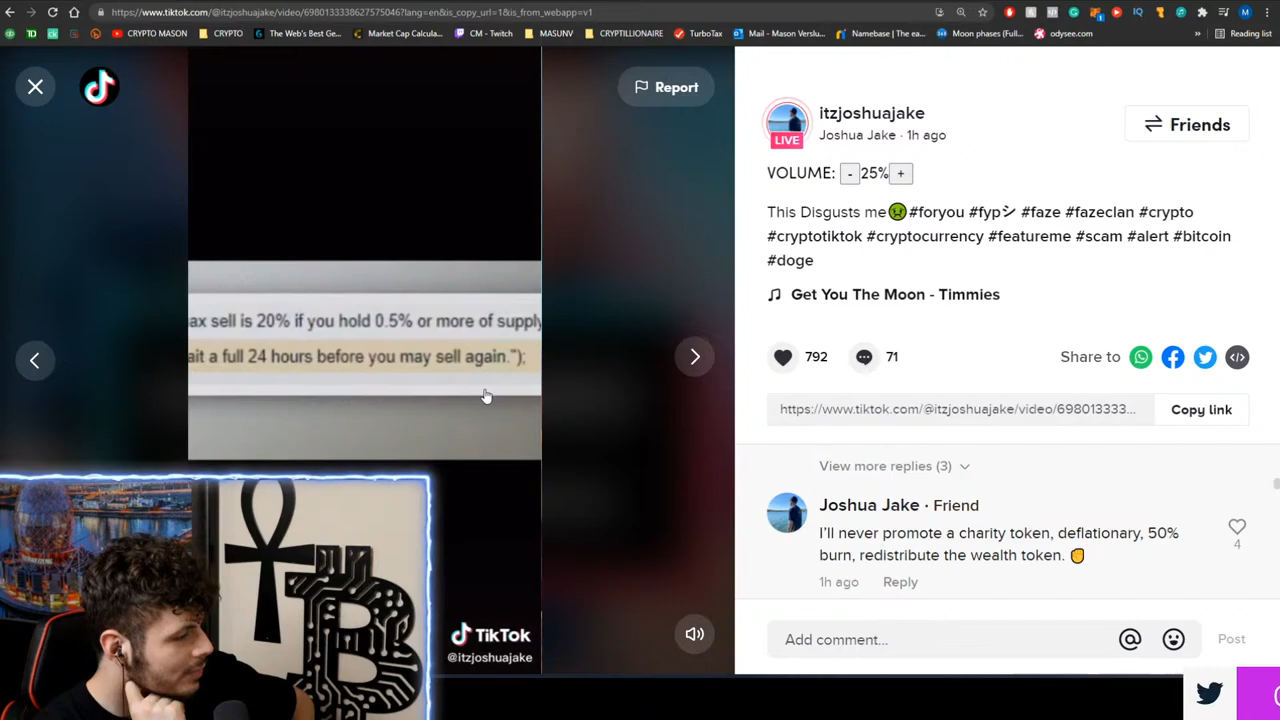 https://www.tiktok.com/@itzjoshuajake/video/6980133338627575046?lang=en&is_copy_url=1&is_from_webapp=v1
CRYPTO MASON
CRYPTO
The Web's Best Ge...
Market Cap Calcula...
CM - Twitch
MASUNV
CRYPTILLIONAIRE
TurboTax
Mail - Mason Verslu...
Namebase | The ea...
Moon phases (Full...
odysee.com
»
Reading list
Report
itzjoshuajake
Joshua Jake · 1h ago
LIVE
Friends
VOLUME: - 25% +
This Disgusts me🤢#foryou #fypシ #faze #fazeclan #crypto
#cryptotiktok #cryptocurrency #featureme #scam #alert #bitcoin
#doge
Get You The Moon - Timmies
792
71
Share to
https://www.tiktok.com/@itzjoshuajake/video/698013333...
Copy link
ax sell is 20% if you hold 0.5% or more of supply
ait a full 24 hours before you may sell again.");
View more replies (3)
Joshua Jake · Friend
I'll never promote a charity token, deflationary, 50%
burn, redistribute the wealth token. ✊
4
1h ago Reply
TikTok
@itzjoshuajake
Add comment...
Post